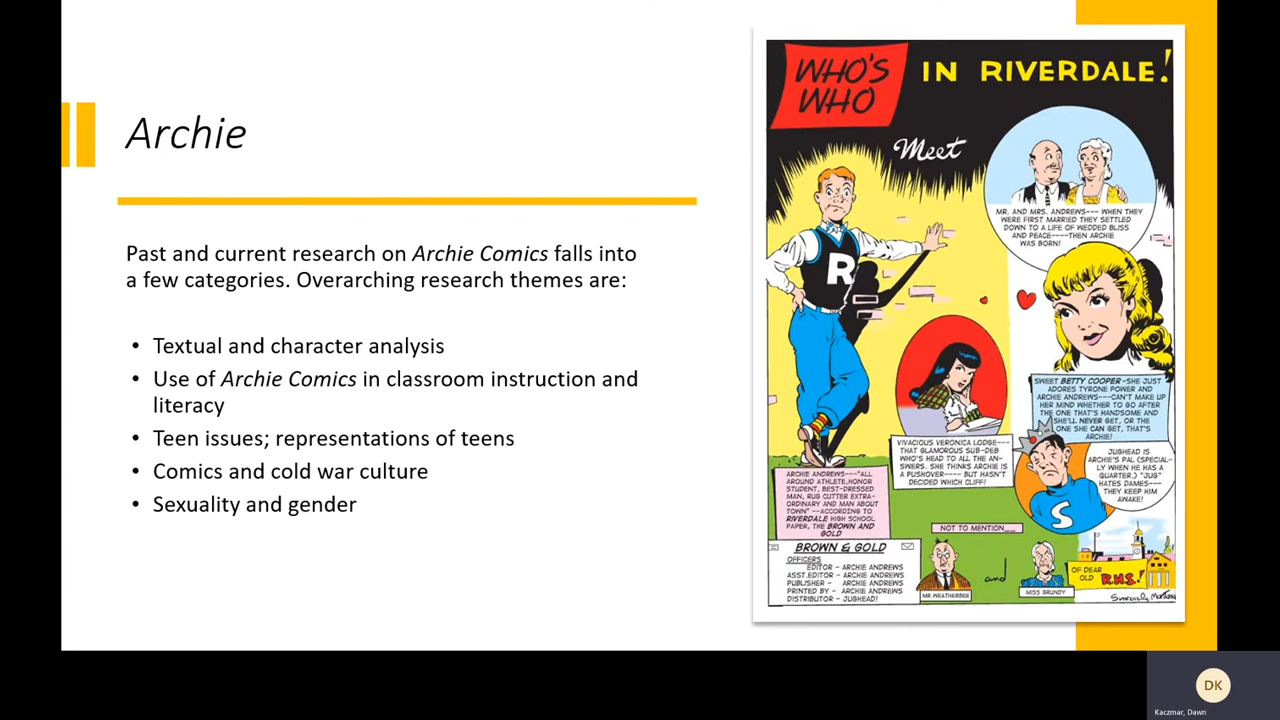 Archie
Past and current research on Archie Comics falls into
a few categories. Overarching research themes are:
• Textual and character analysis
• Use of Archie Comics in classroom instruction and
literacy
• Teen issues; representations of teens
• Comics and cold war culture
• Sexuality and gender
WHO'S
WHO
IN RIVERDALE!
Meet
MR. AND MRS. ANDREWS--- WHEN THEY
WERE FIRST MARRIED THEY SETTLED
DOWN TO A LIFE OF WEDDED BLISS
AND PEACE----THEN ARCHIE
WAS BORN!
R
SWEET BETTY COOPER-SHE JUST
ADORES TYRONE POWER AND
ARCHIE ANDREWS---CAN'T MAKE UP
HER MIND WHETHER TO GO AFTER
THE ONE THAT'S HANDSOME AND
SHE'LL NEVER GET, OR THE
ONE SHE CAN GET, THAT'S
ARCHIE!
VIVACIOUS VERONICA LODGE---
THAT GLAMOROUS SUB-DEB
WHO'S HEAD TO ALL THE AN-
SWERS. SHE THINKS ARCHIE IS
A PUSHOVER---- BUT HASN'T
DECIDED WHICH CLIFF!
JUGHEAD IS
ARCHIE'S PAL (SPECIAL-
LY WHEN HE HAS A
QUARTER.) "JUG"
HATES DAMES---
THEY KEEP HIM
AWAKE!
S
ARCHIE ANDREWS---"ALL
AROUND ATHLETE, HONOR
STUDENT, BEST-DRESSED
MAN, RUG CUTTER EXTRA-
ORDINARY AND MAN ABOUT
TOWN" --ACCORDING TO
RIVERDALE HIGH SCHOOL
PAPER, THE BROWN AND
GOLD
NOT TO MENTION....
BROWN & GOLD
OFFICERS
EDITOR - ARCHIE ANDREWS
ASST. EDITOR - ARCHIE ANDREWS
PUBLISHER - ARCHIE ANDREWS
PRINTED BY - ARCHIE ANDREWS
DISTRIBUTOR - JUGHEAD!
MR. WEATHERBEE
and
MISS GRUNDY
OF DEAR
OLD R.H.S.!
Sincerely,
DK
Kaczmar, Dawn